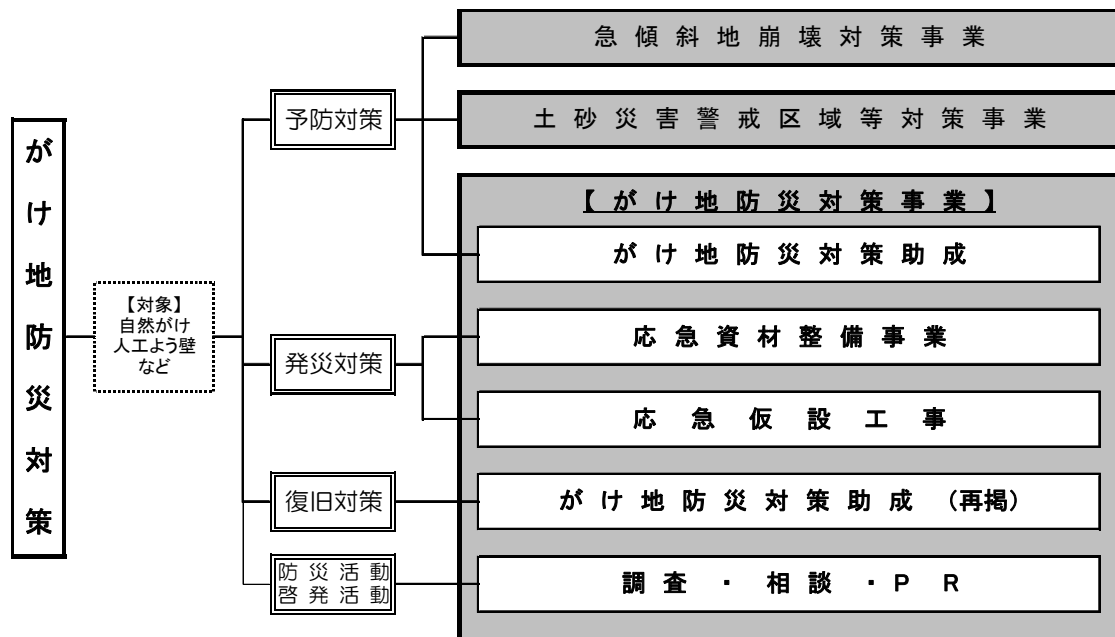 がけ地防災対策
【対象】
自然がけ
人工よう壁
など
予防対策
急傾斜地崩壊対策事業
土砂災害警戒区域等対策事業
【がけ地防災対策事業】
がけ地防災対策助成
発災対策
応急資材整備事業
応急仮設工事
復旧対策
がけ地防災対策助成（再掲）
防災活動
啓発活動
調査・相談・PR